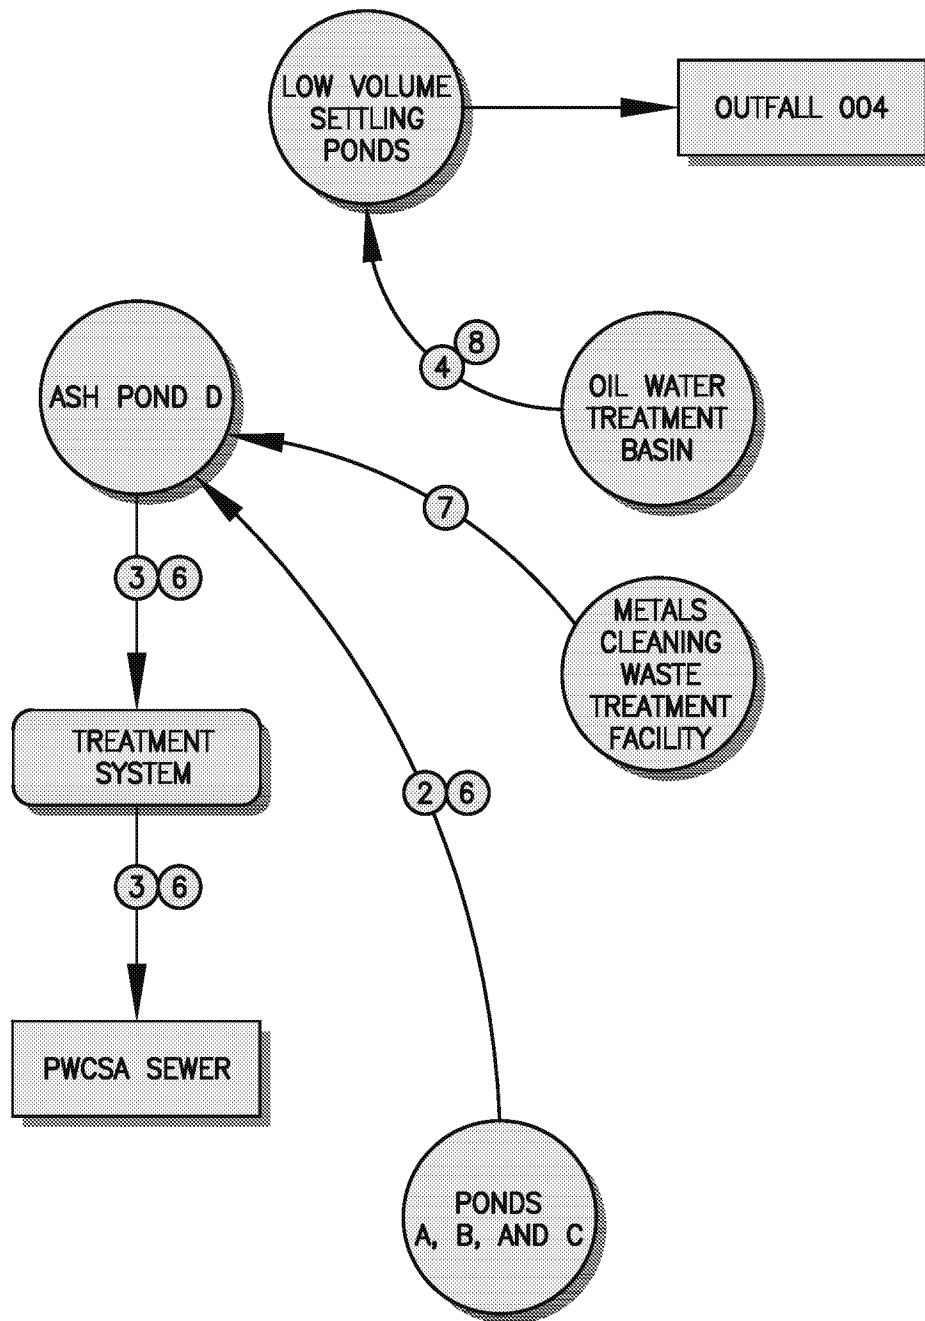 LOW VOLUME
SETTLING
PONDS
OUTFALL 004
8
4
ASH POND D
OIL WATER
TREATMENT
BASIN
7
3 6
METALS
CLEANING
WASTE
TREATMENT
FACILITY
TREATMENT
SYSTEM
2 6
3 6
PWCSA SEWER
PONDS
A, B, AND C